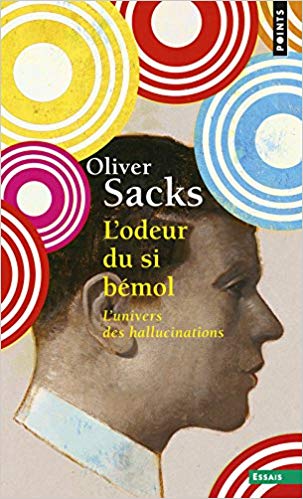 POINTS
Oliver
Sacks
L'odeur
du si
bémol
L'univers
des hallucinations
ESSAIS